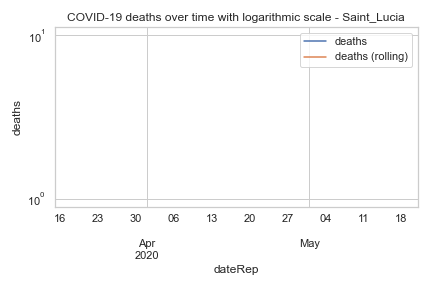 COVID-19 deaths over time with logarithmic scale - Saint_Lucia
deaths
deaths (rolling)
10¹
10⁰
deaths
16 23 30 06 13 20 27 04 11 18
Apr May
2020
dateRep